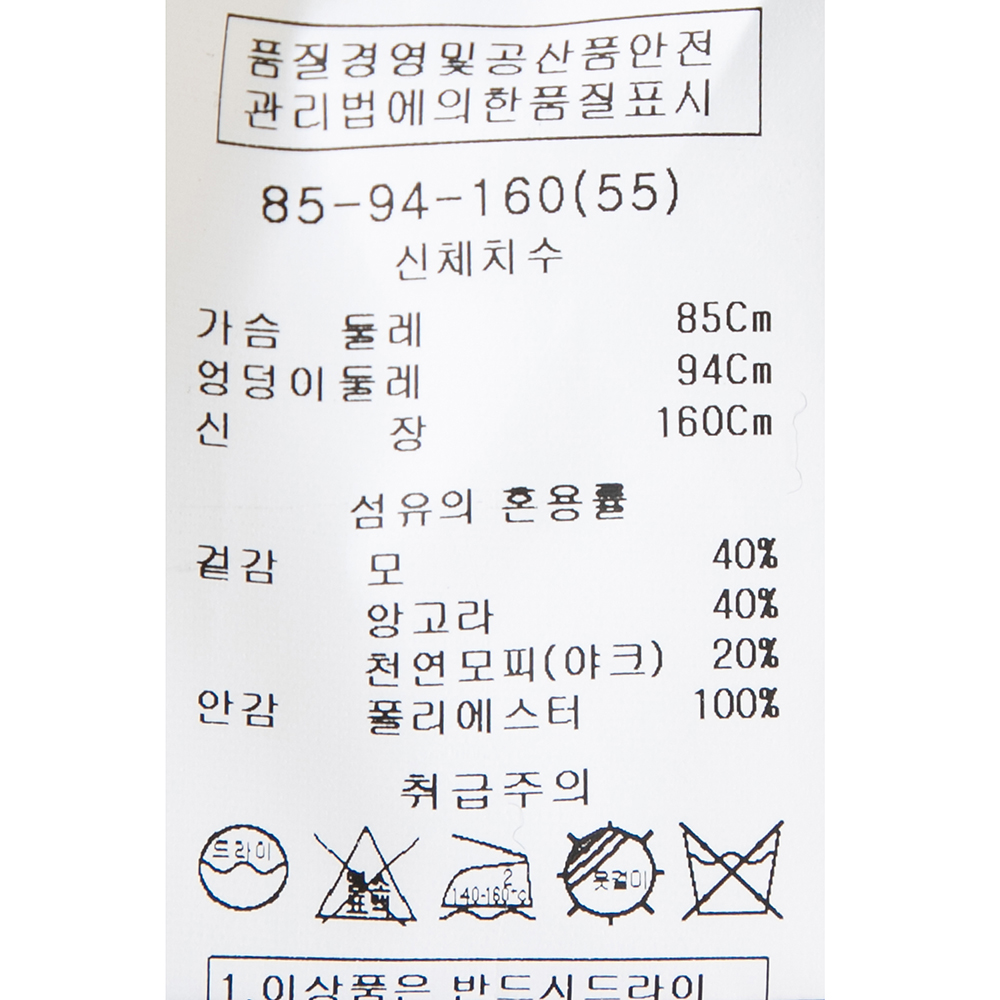 품질경영및공산품안전
관리법에의한품질표시
85-94-160(55)
신체치수
가슴 둘레 85Cm
엉덩이둘레 94Cm
신 장 160Cm
섬유의 혼용률
겉감 모 40%
앙고라 40%
천연모피(야크) 20%
안감 폴리에스터 100%
취급주의
드라이
염소
표백
2
140-160°C
옷걸이
1.이상품은 반드시드라이